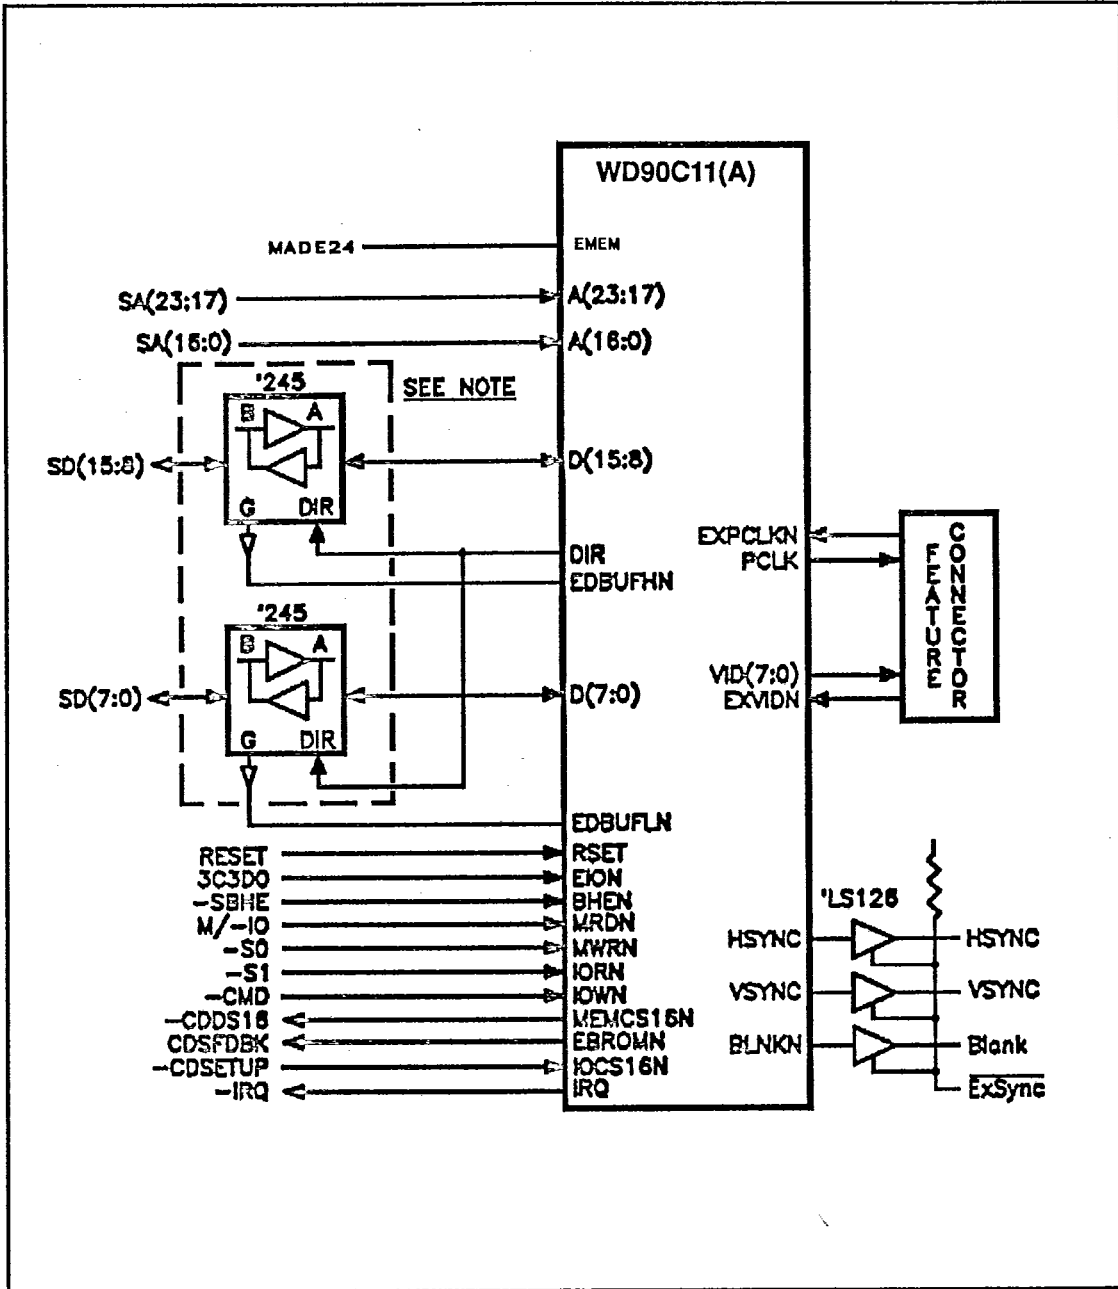 WD90C11(A)
MADE24
EMEM
SA(23:17)
A(23:17)
SA(16:0)
A(16:0)
'245
SEE NOTE
B
A
SD(15:8)
D(15:8)
G
DIR
DIR
EDBUFHN
'245
B
A
SD(7:0)
D(7:0)
G
DIR
EDBUFLN
RESET
RSET
3C3D0
EION
-SBHE
BHEN
M/-IO
MRDN
-S0
MWRN
-S1
IORN
-CMD
IOWN
-CDDS16
MEMCS16N
CDSFDBK
EBROMN
-CDSETUP
IOCS16N
-IRQ
IRQ
EXPCLKN
PCLK
VID(7:0)
EXVIDN
FEATURE
CONNECTOR
'LS126
HSYNC
HSYNC
VSYNC
VSYNC
BLNKN
Blank
ExSync